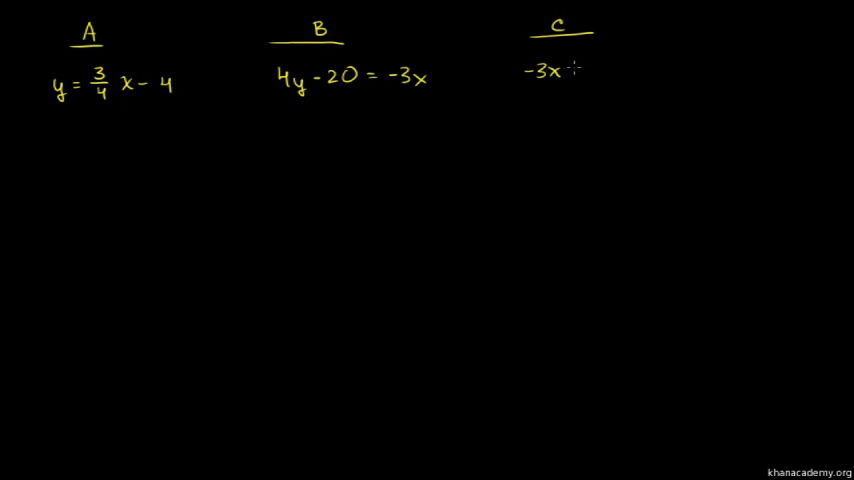 A B C
y = 3/4 x - 4 4y - 20 = -3x -3x
khanacademy.org